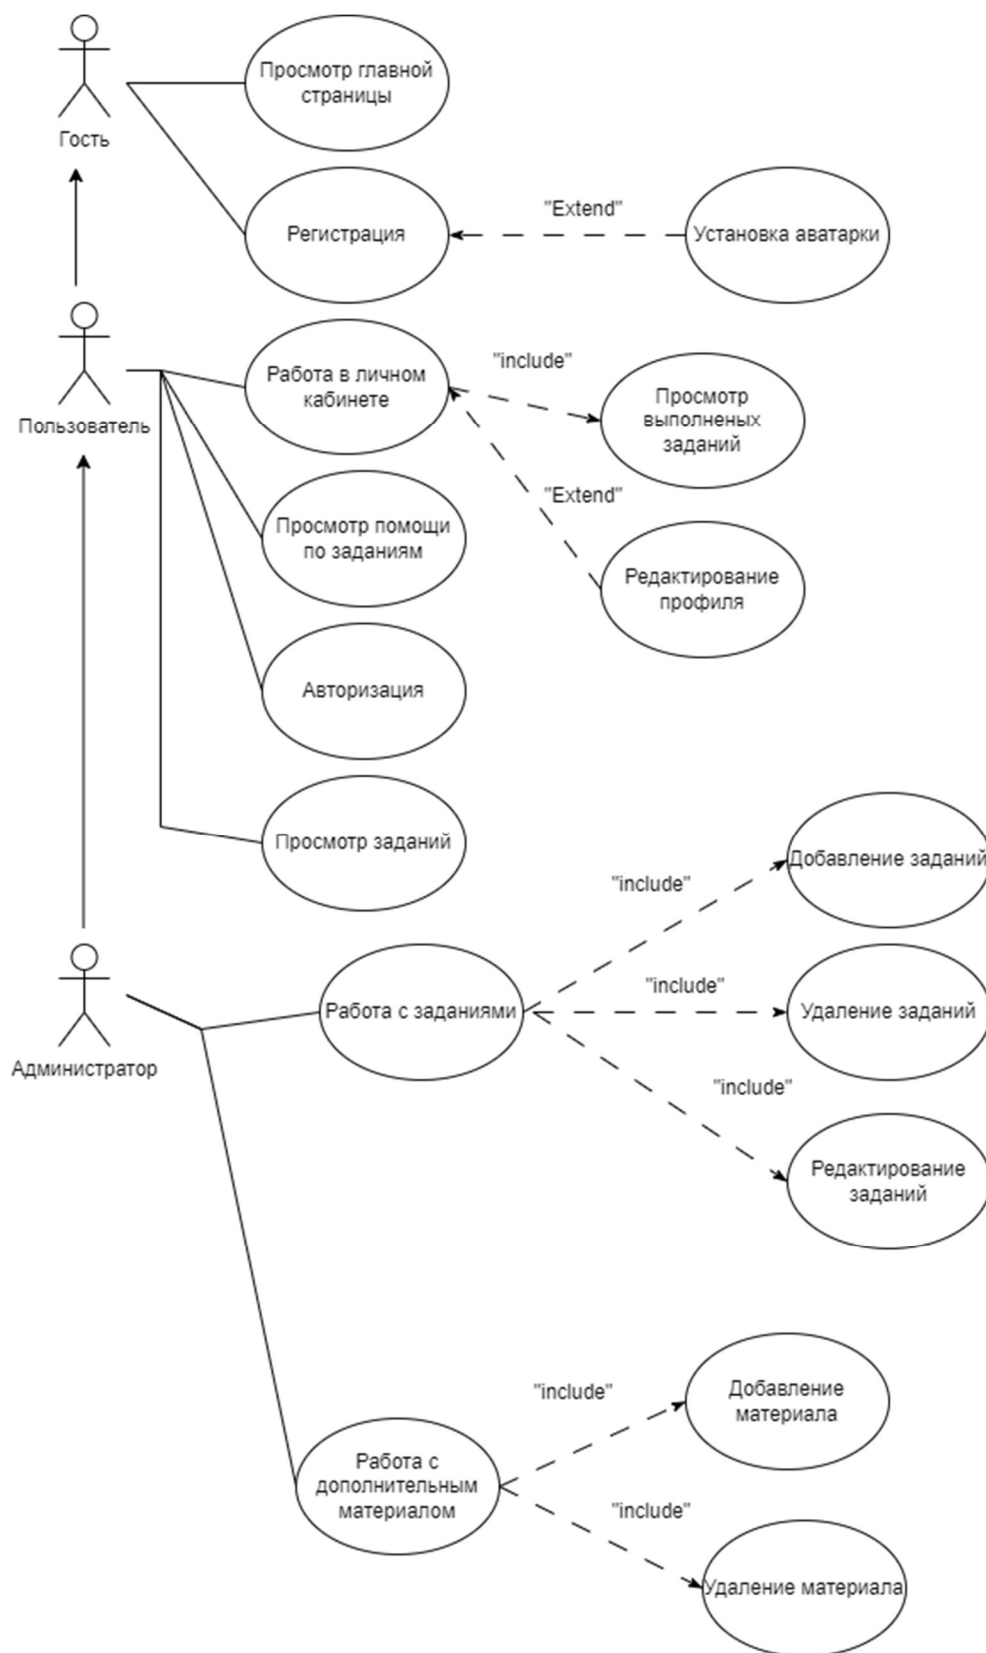 Просмотр главной
страницы
Гость
"Extend"
Регистрация
Установка аватарки
Работа в личном
кабинете
"include"
Просмотр
выполненых
заданий
Пользователь
"Extend"
Просмотр помощи
по заданиям
Редактирование
профиля
Авторизация
Просмотр заданий
"include"
Добавление заданий
"include"
Работа с заданиями
Удаление заданий
Администратор
"include"
Редактирование
заданий
"include"
Добавление
материала
Работа с
дополнительным
материалом
"include"
Удаление материала